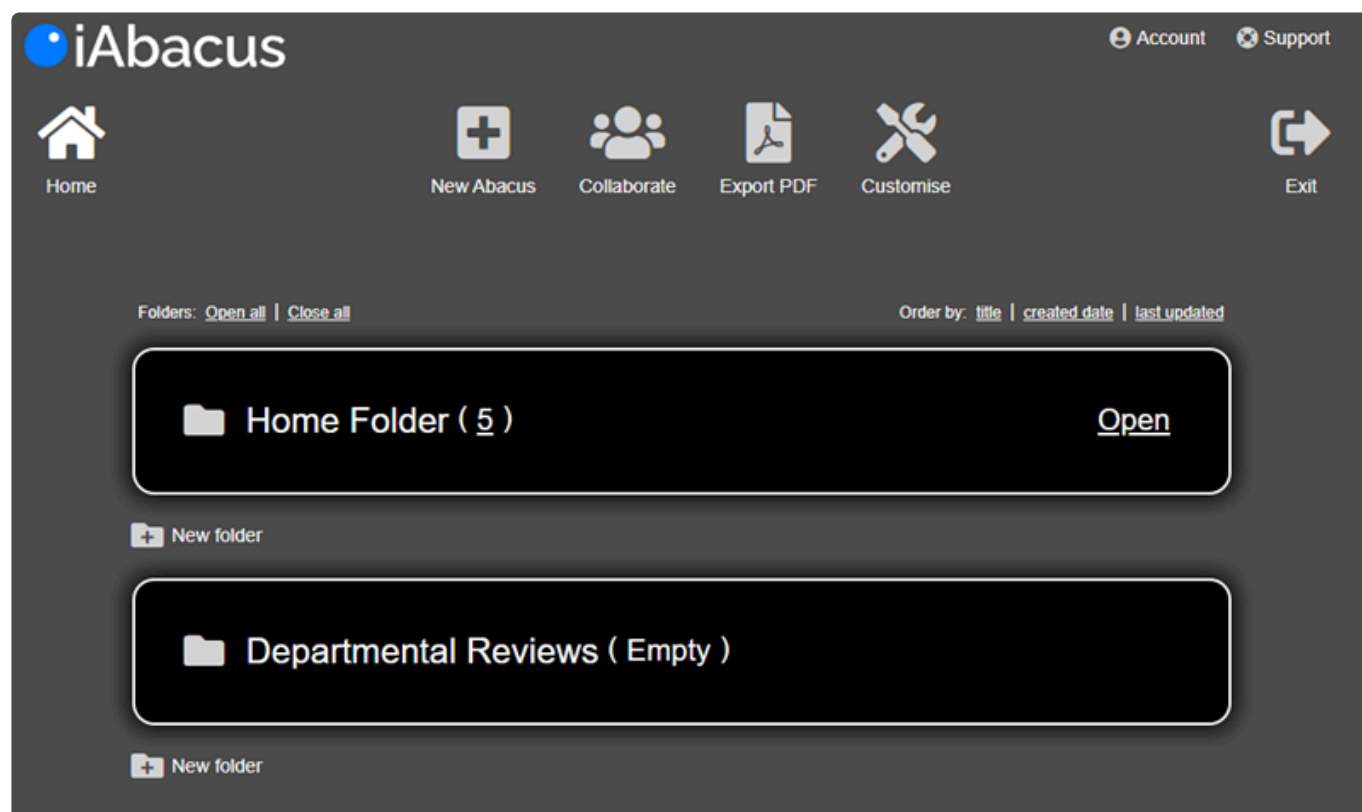 iAbacus
Account Support
Home
New Abacus
Collaborate
Export PDF
Customise
Exit
Folders: Open all | Close all
Order by: title | created date | last updated
Home Folder ( 5 )
Open
New folder
Departmental Reviews ( Empty )
New folder